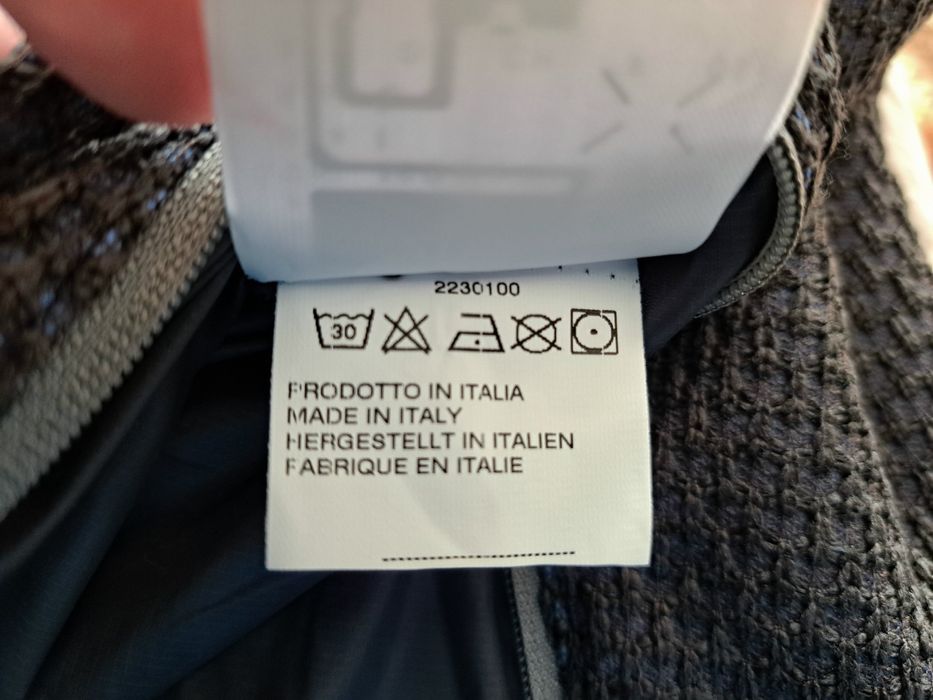 2230100
30
PRODOTTO IN ITALIA
MADE IN ITALY
HERGESTELLT IN ITALIEN
FABRIQUE EN ITALIE